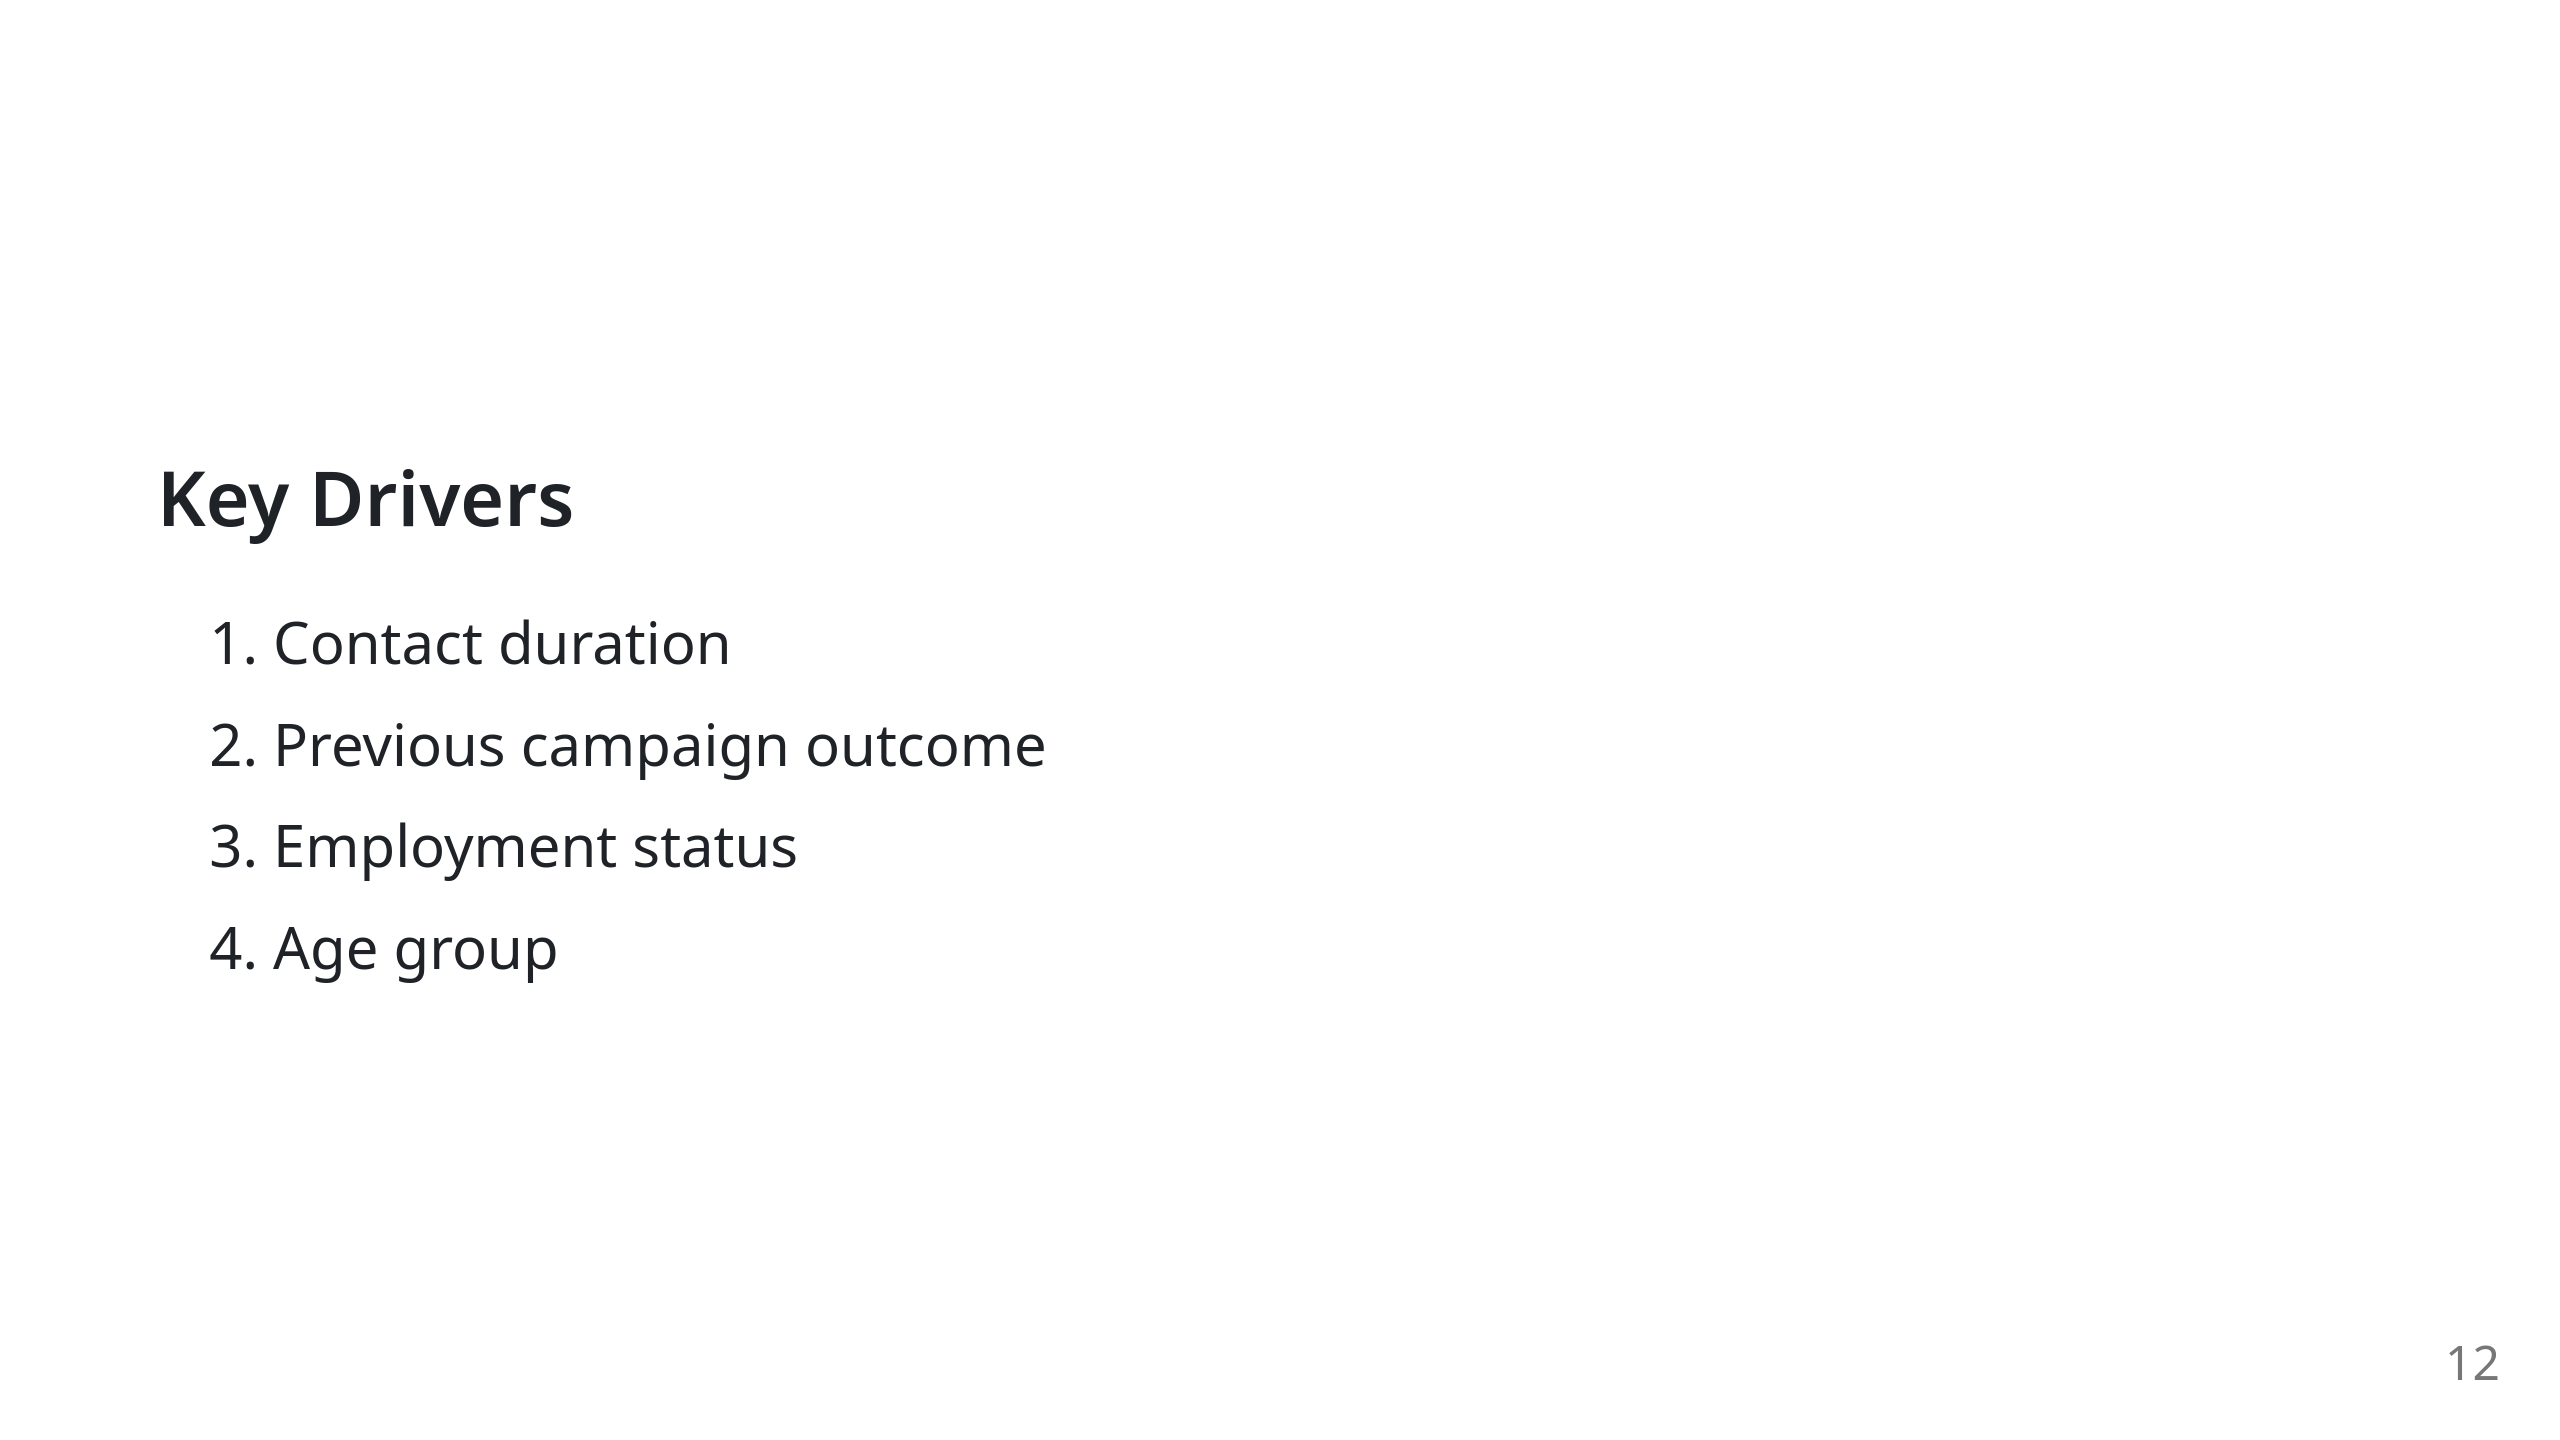 Key Drivers
1. Contact duration
2. Previous campaign outcome
3. Employment status
4. Age group
12